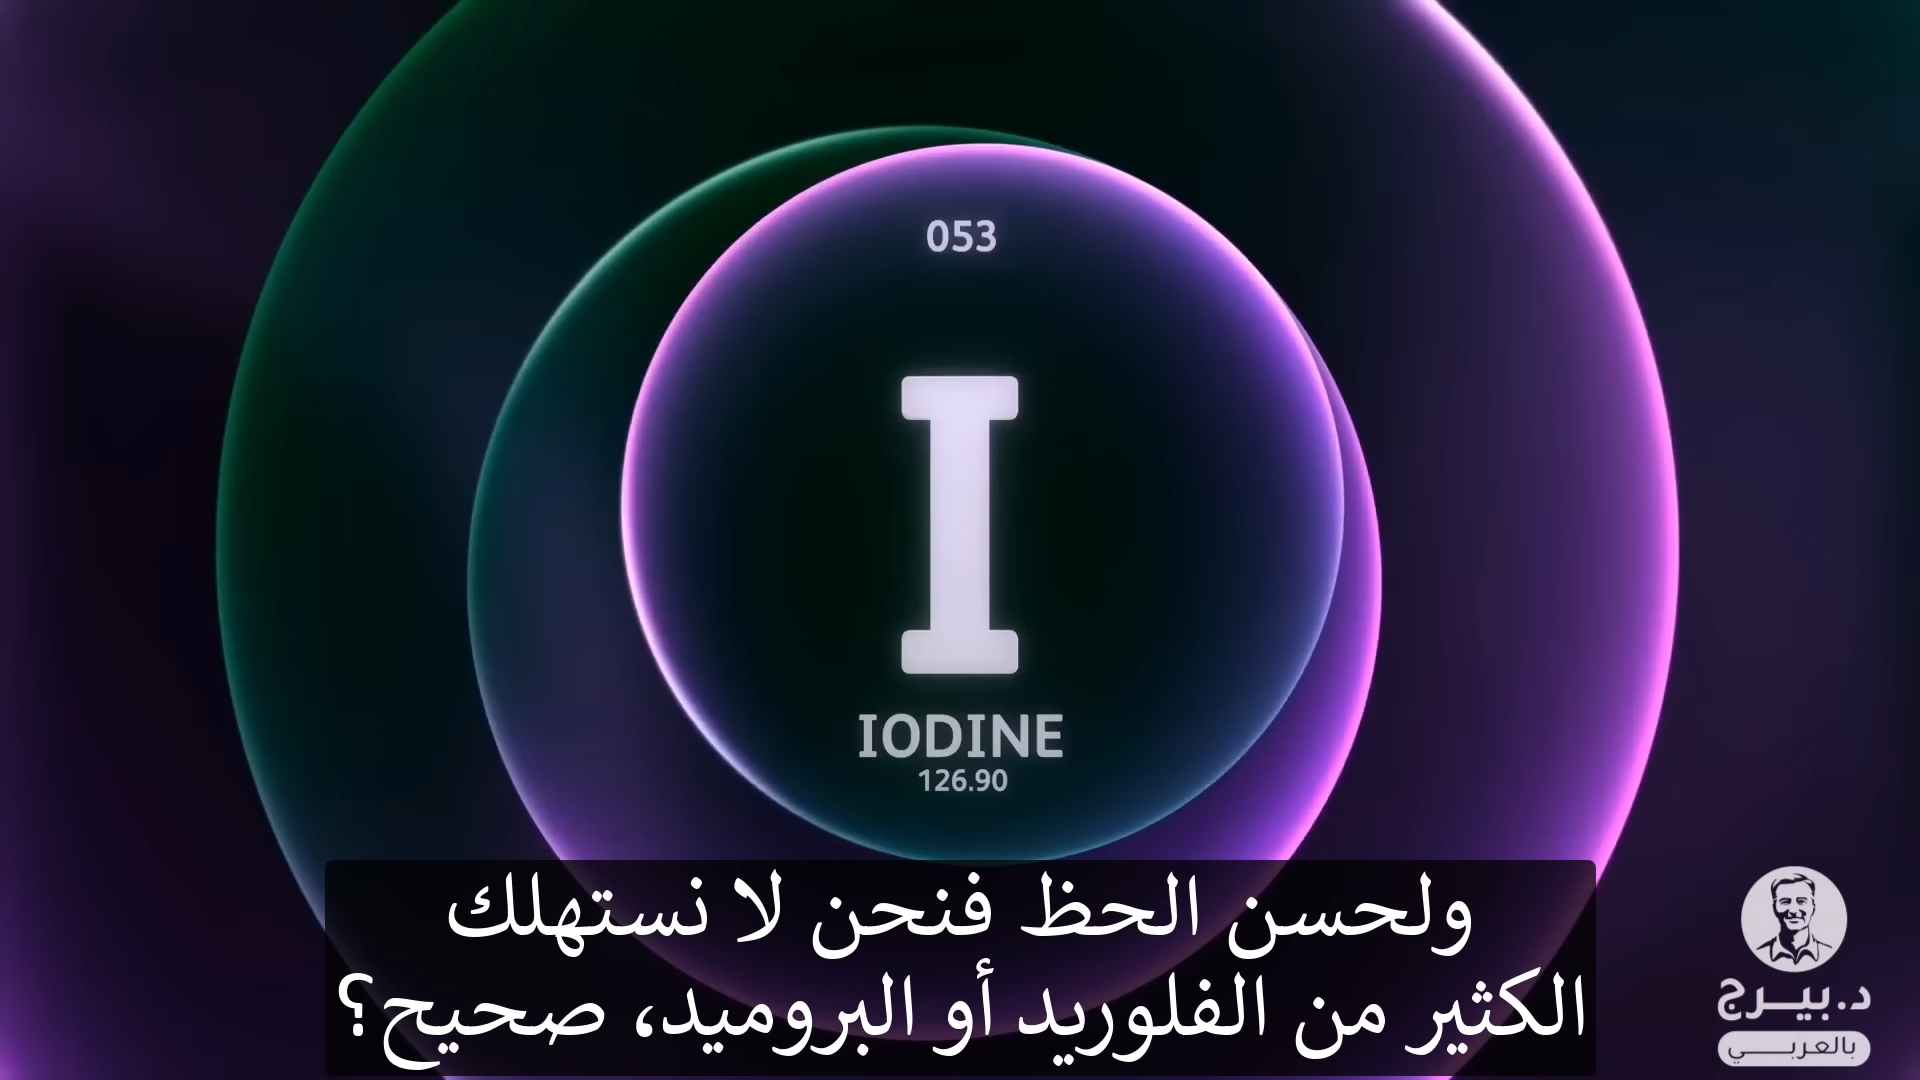 053
I
IODINE
126.90
ولحسن الحظ فنحن لا نستهلك
الكثير من الفلوريد أو البروميد، صحيح؟
د.بيرج
بالعربي